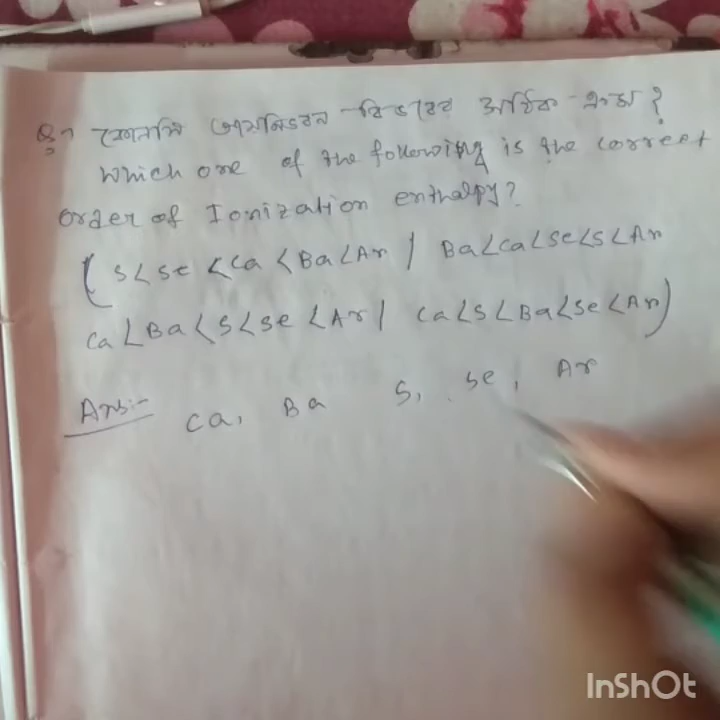 Q, কোনটি আয়নিভবন বিভবের সঠিক ক্রম?
which one of the following is the correct
order of Ionization enthalpy?
(S<Se<Ca<Ba<Ar / Ba<Ca<Se<S<Ar
Ca<Ba<S<Se<Ar / Ca<S<Ba<Se<Ar)
Ans:- Ca, Ba S, Se, Ar
InShOt